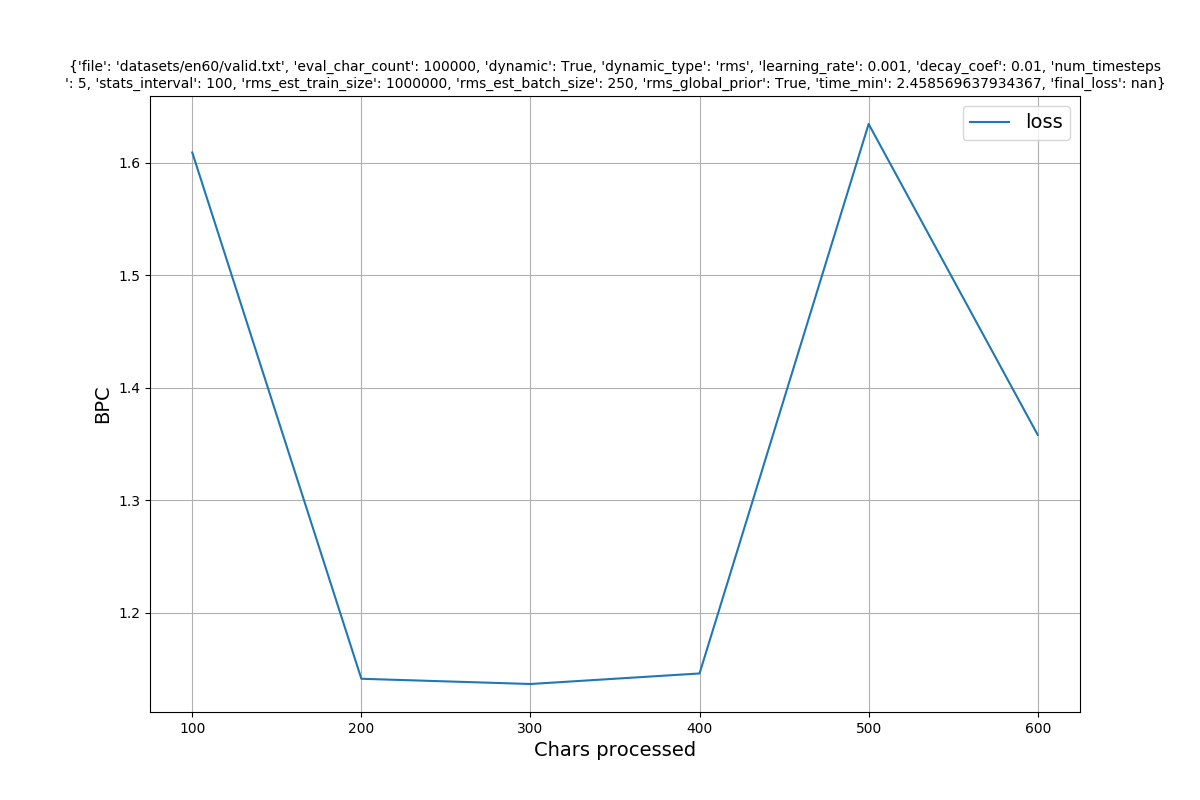 {'file': 'datasets/en60/valid.txt', 'eval_char_count': 100000, 'dynamic': True, 'dynamic_type': 'rms', 'learning_rate': 0.001, 'decay_coef': 0.01, 'num_timesteps
': 5, 'stats_interval': 100, 'rms_est_train_size': 1000000, 'rms_est_batch_size': 250, 'rms_global_prior': True, 'time_min': 2.458569637934367, 'final_loss': nan}
loss
1.6
1.5
1.4
1.3
1.2
BPC
100 200 300 400 500 600
Chars processed